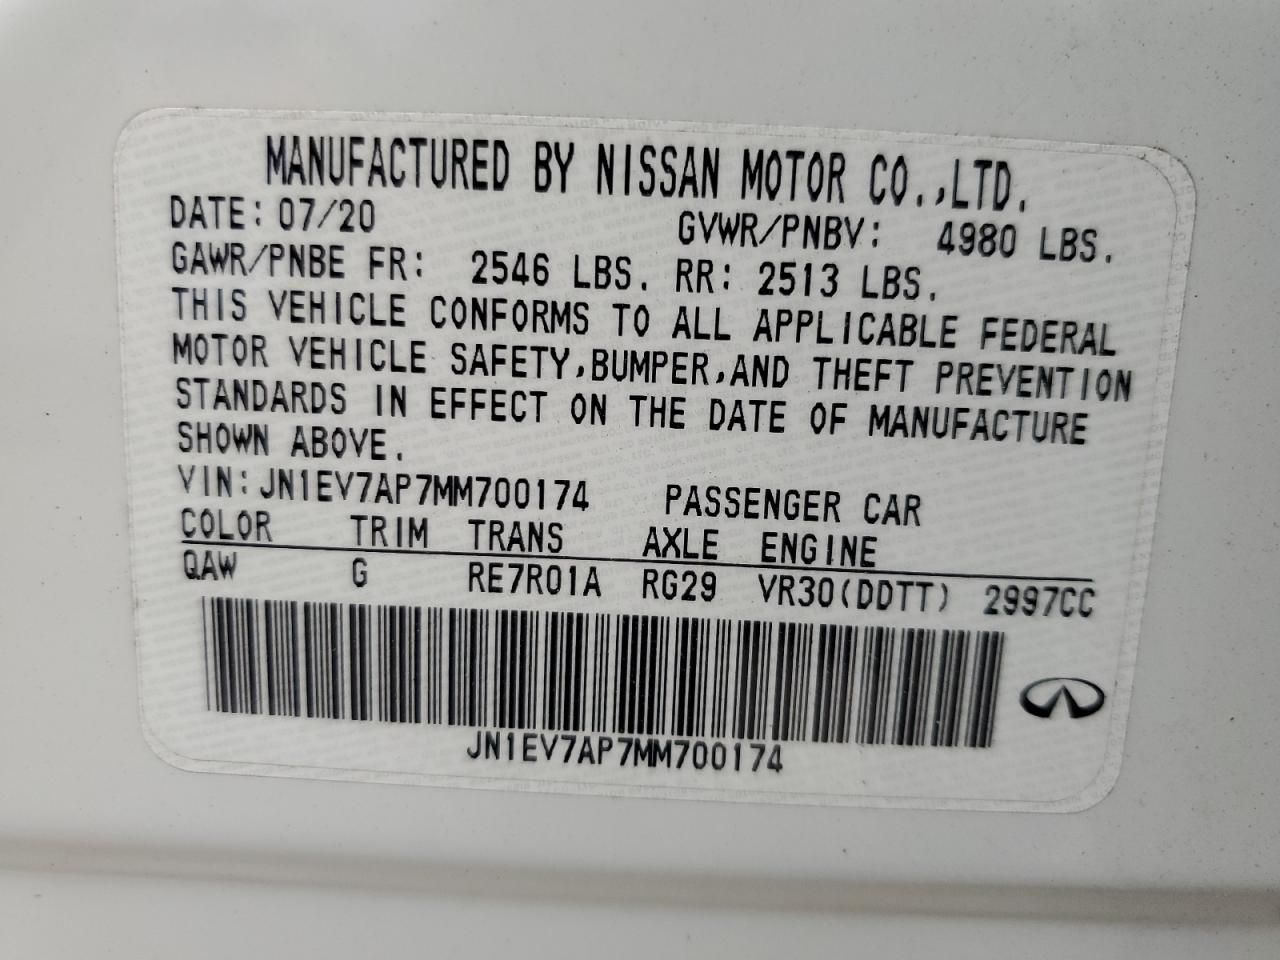 MANUFACTURED BY NISSAN MOTOR CO.,LTD.
DATE: 07/20 GVWR/PNBV: 4980 LBS.
GAWR/PNBE FR: 2546 LBS. RR: 2513 LBS.
THIS VEHICLE CONFORMS TO ALL APPLICABLE FEDERAL
MOTOR VEHICLE SAFETY,BUMPER,AND THEFT PREVENTION
STANDARDS IN EFFECT ON THE DATE OF MANUFACTURE
SHOWN ABOVE.
VIN: JN1EV7AP7MM700174 PASSENGER CAR
COLOR TRIM TRANS AXLE ENGINE
QAW G RE7R01A RG29 VR30(DDTT) 2997CC
JN1EV7AP7MM700174